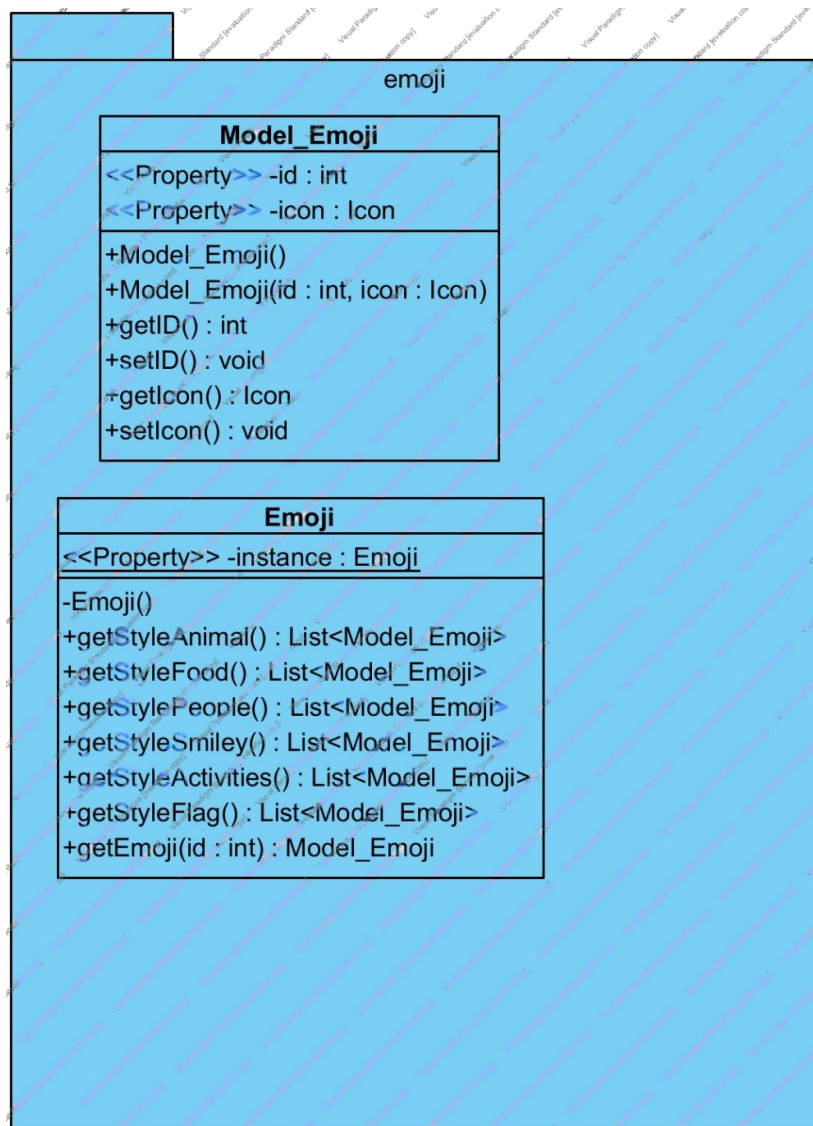 emoji
Model_Emoji
<<Property>> -id : int
<<Property>> -icon : Icon
+Model_Emoji()
+Model_Emoji(id : int, icon : Icon)
+getID() : int
+setID() : void
+getIcon() : Icon
+setIcon() : void
Emoji
<<Property>> -instance : Emoji
-Emoji()
+getStyleAnimal() : List<Model_Emoji>
+getStyleFood() : List<Model_Emoji>
+getStylePeople() : List<Model_Emoji>
+getStyleSmiley() : List<Model_Emoji>
+getStyleActivities() : List<Model_Emoji>
+getStyleFlag() : List<Model_Emoji>
+getEmoji(id : int) : Model_Emoji